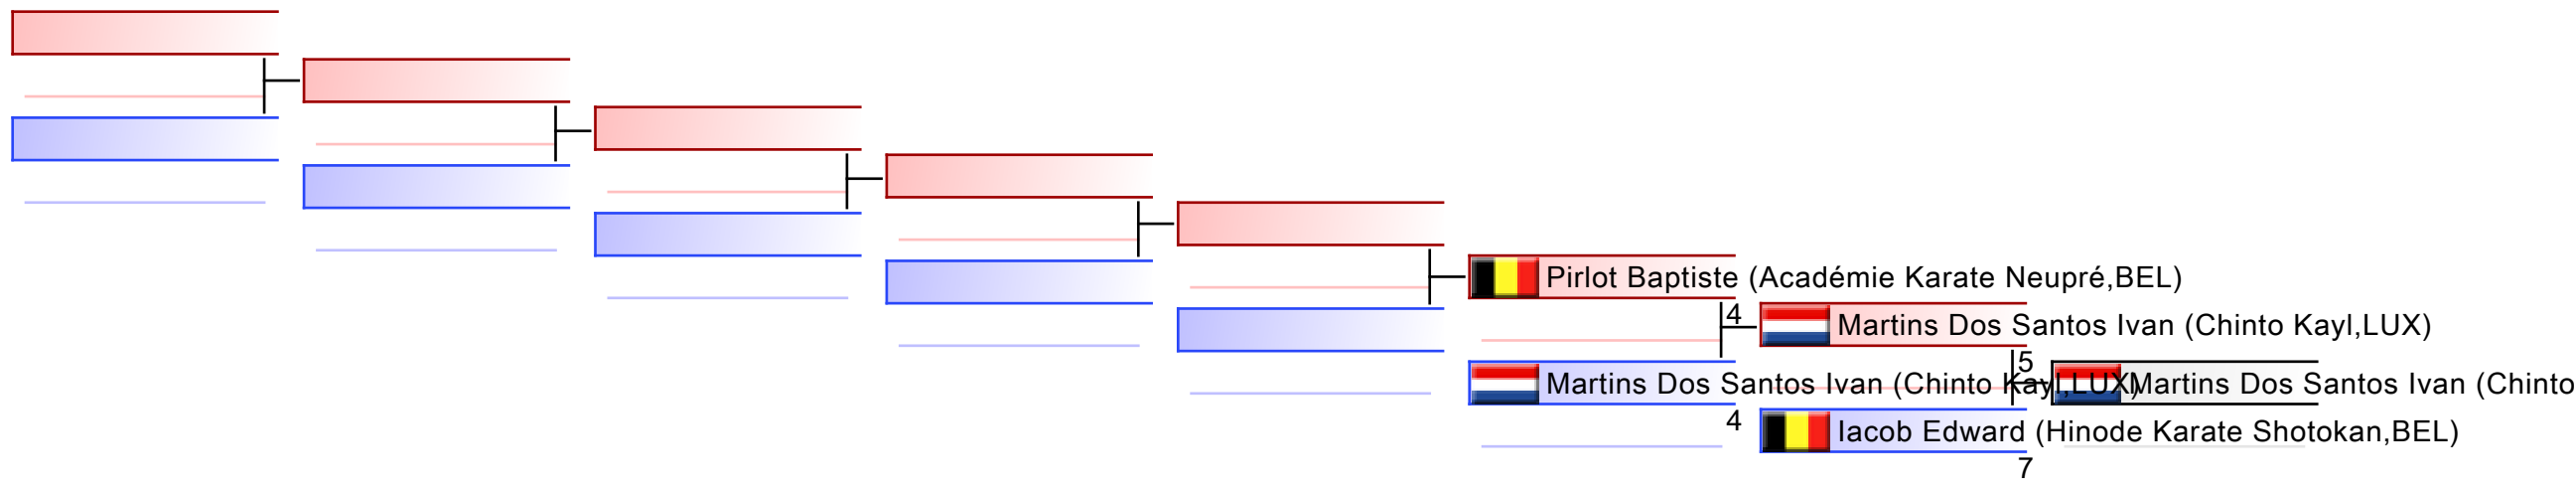 Pirlot Baptiste (Académie Karate Neupré,BEL)
4
Martins Dos Santos Ivan (Chinto Kayl,LUX)
5
Martins Dos Santos Ivan (Chinto Kayl,LUX)
Martins Dos Santos Ivan (Chinto
4
Iacob Edward (Hinode Karate Shotokan,BEL)
7